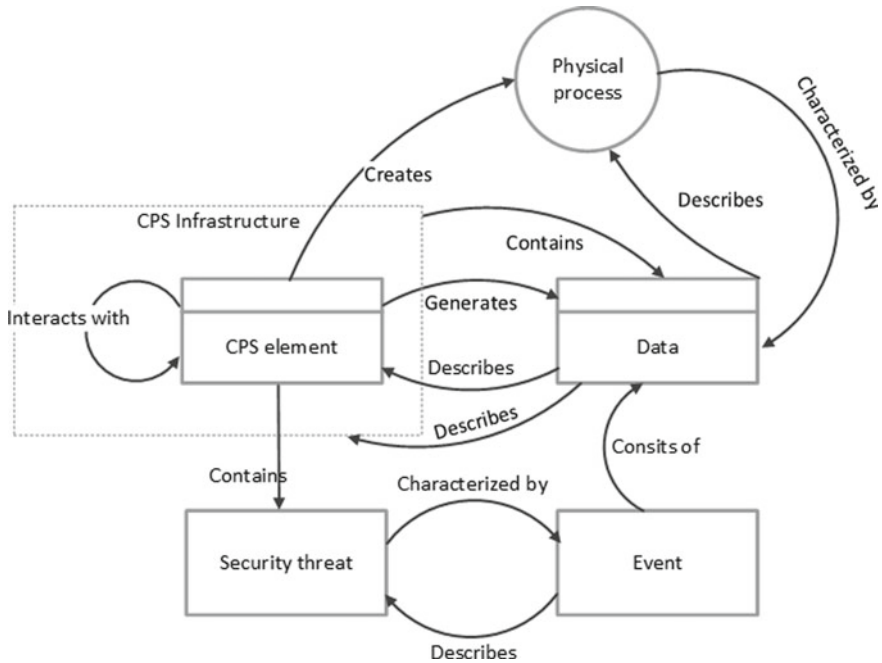 Physical
process
Characterized by
Creates
Describes
CPS Infrastructure
Contains
Interacts with
Generates
CPS element
Data
Describes
Describes
Contains
Consits of
Characterized by
Security threat
Event
Describes